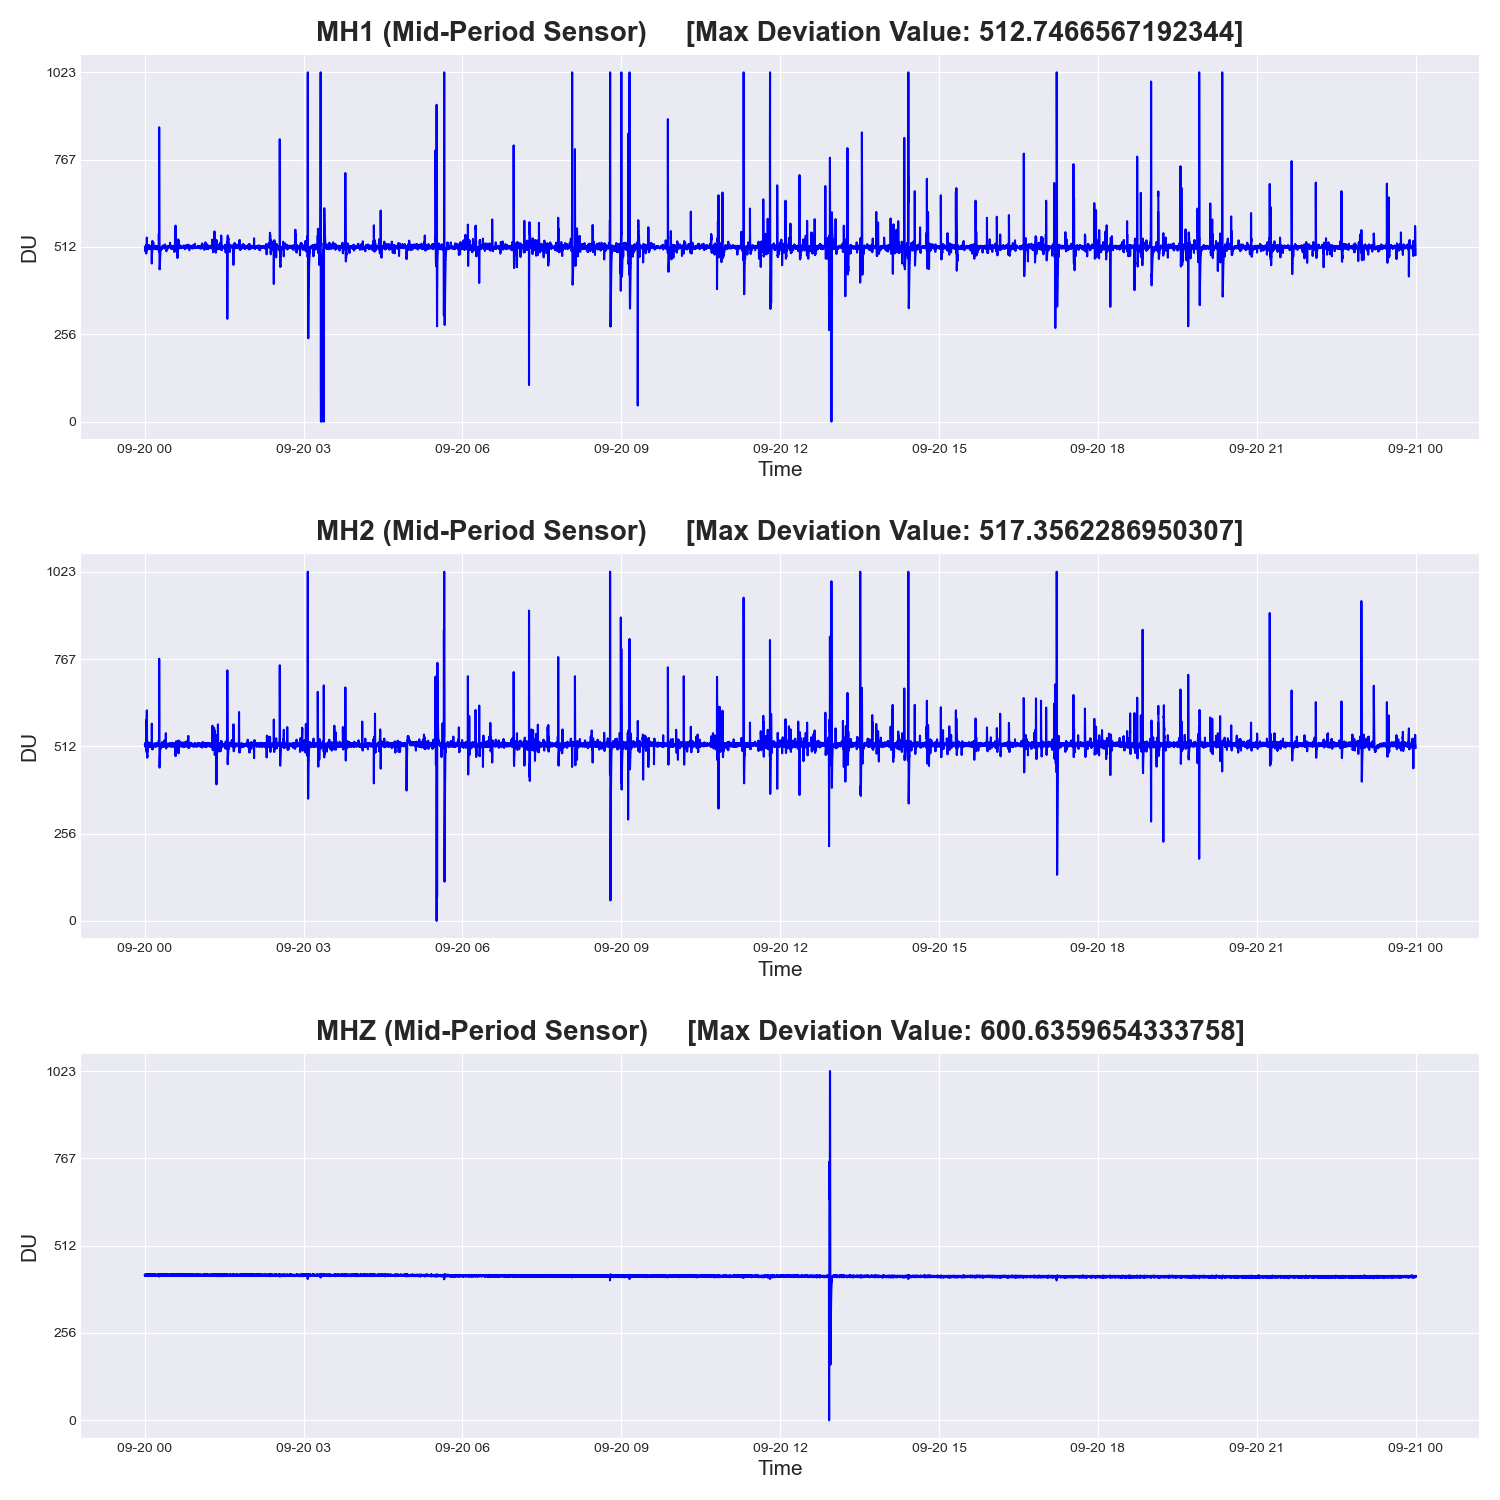 MH1 (Mid-Period Sensor) [Max Deviation Value: 512.7466567192344]
1023
767
512
256
0
DU
09-20 00 09-20 03 09-20 06 09-20 09 09-20 12 09-20 15 09-20 18 09-20 21 09-21 00
Time
MH2 (Mid-Period Sensor) [Max Deviation Value: 517.3562286950307]
1023
767
512
256
0
DU
09-20 00 09-20 03 09-20 06 09-20 09 09-20 12 09-20 15 09-20 18 09-20 21 09-21 00
Time
MHZ (Mid-Period Sensor) [Max Deviation Value: 600.6359654333758]
1023
767
512
256
0
DU
09-20 00 09-20 03 09-20 06 09-20 09 09-20 12 09-20 15 09-20 18 09-20 21 09-21 00
Time